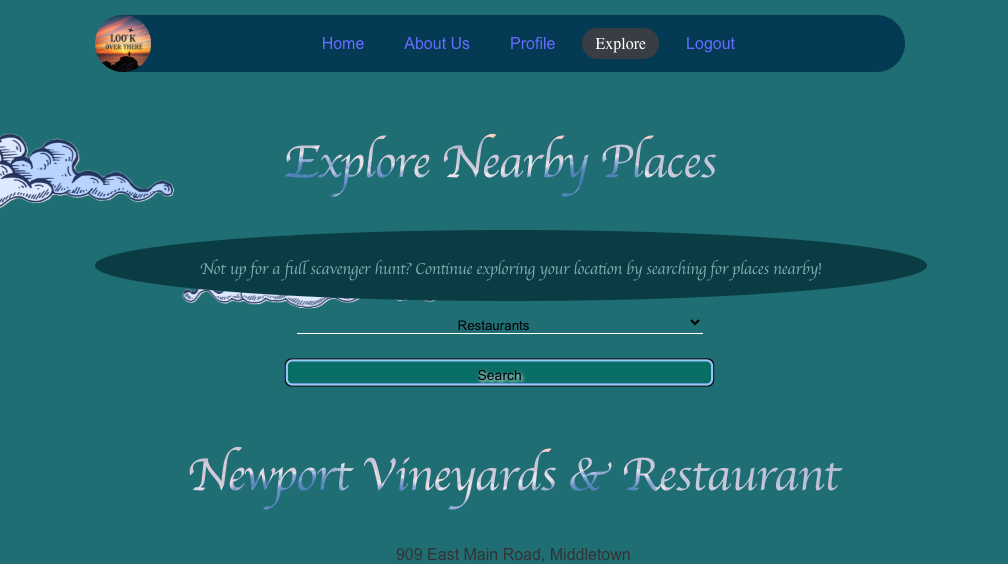 LOO'K
OVER THERE
Home About Us Profile Explore Logout
Explore Nearby Places
Not up for a full scavenger hunt? Continue exploring your location by searching for places nearby!
Restaurants
Search
Newport Vineyards & Restaurant
909 East Main Road, Middletown